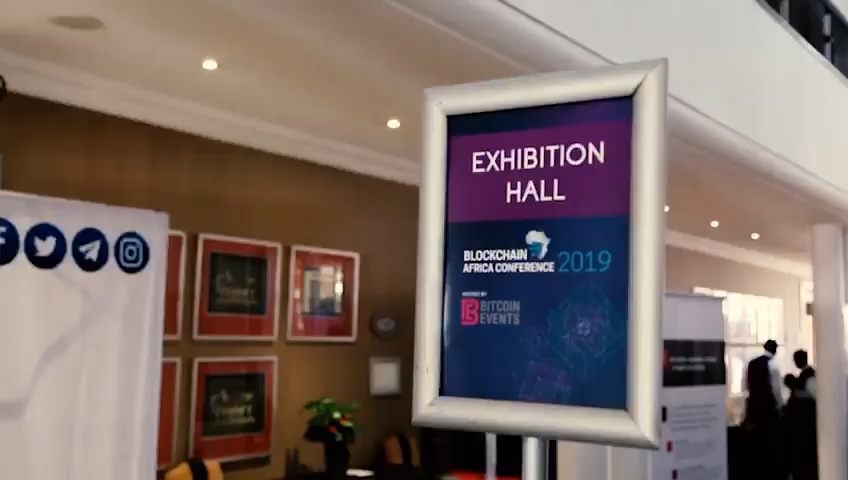 EXHIBITION
HALL
BLOCKCHAIN
AFRICA CONFERENCE 2019
HOSTED BY
BITCOIN
EVENTS